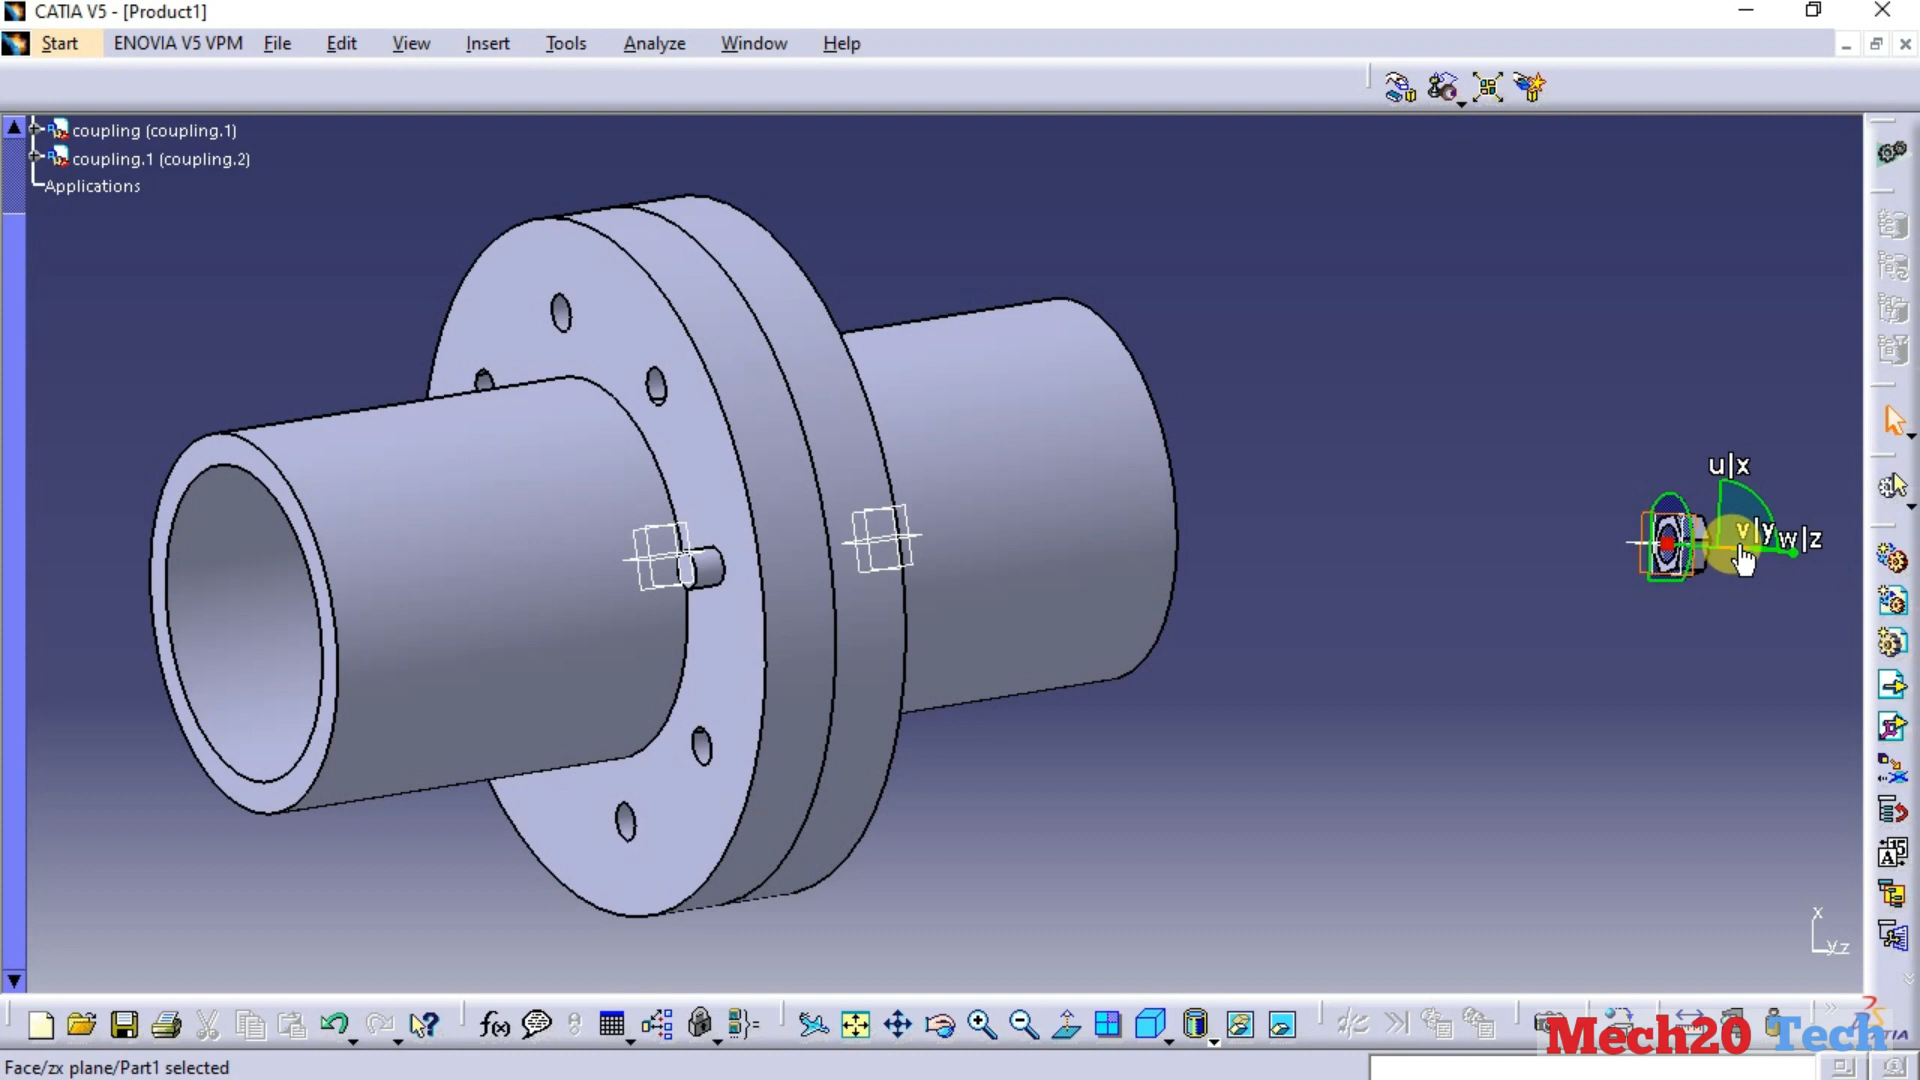 CATIA V5 - [Product1]
Start ENOVIA V5 VPM File Edit View Insert Tools Analyze Window Help
coupling (coupling.1)
coupling.1 (coupling.2)
Applications
u|x
v|y w|z
x
yz
f(x)
Mech20 Tech
Face/zx plane/Part1 selected